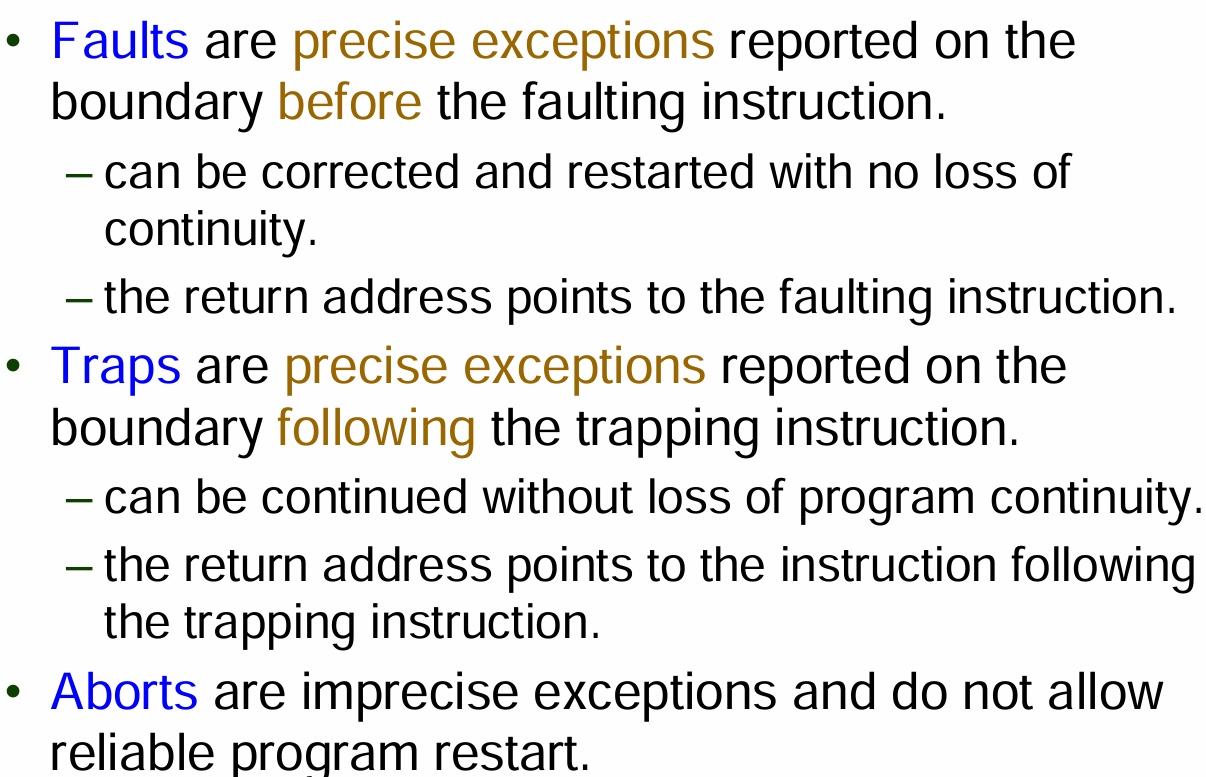 • Faults are precise exceptions reported on the
boundary before the faulting instruction.
– can be corrected and restarted with no loss of
continuity.
– the return address points to the faulting instruction.
• Traps are precise exceptions reported on the
boundary following the trapping instruction.
– can be continued without loss of program continuity.
– the return address points to the instruction following
the trapping instruction.
• Aborts are imprecise exceptions and do not allow
reliable program restart.